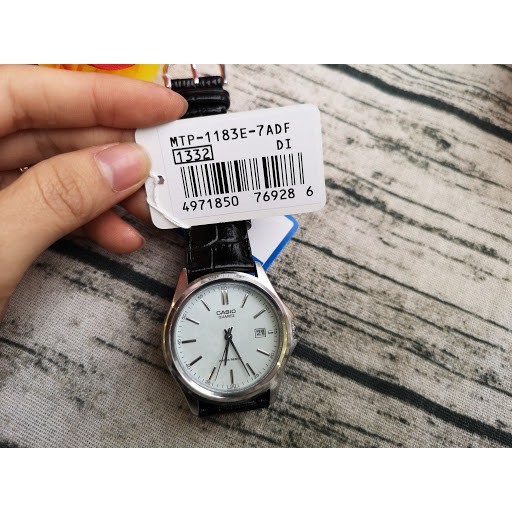 MTP-1183E-7ADF
1332 DI
4971850 76928 6
CASIO
QUARTZ